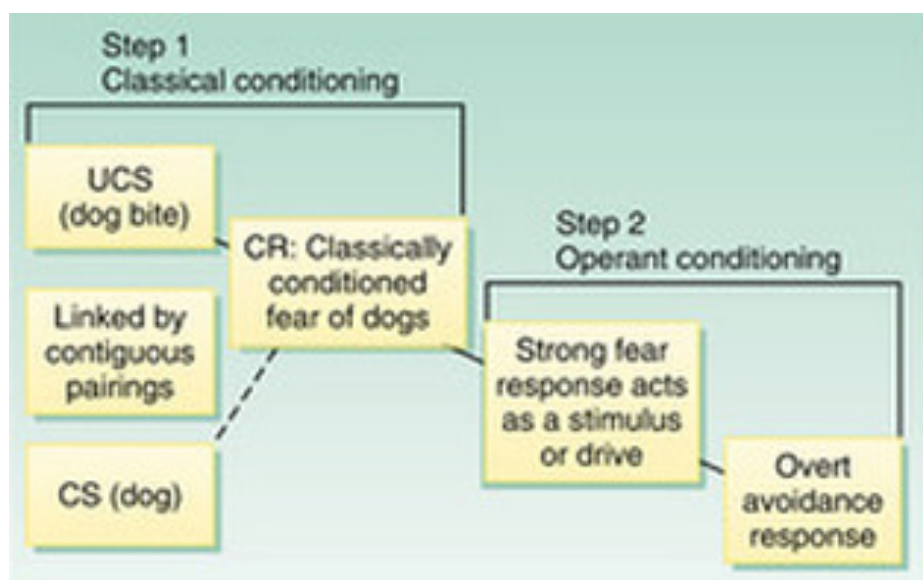 Step 1
Classical conditioning
UCS
(dog bite)
CR: Classically
conditioned
fear of dogs
Linked by
contiguous
pairings
CS (dog)
Step 2
Operant conditioning
Strong fear
response acts
as a stimulus
or drive
Overt
avoidance
response